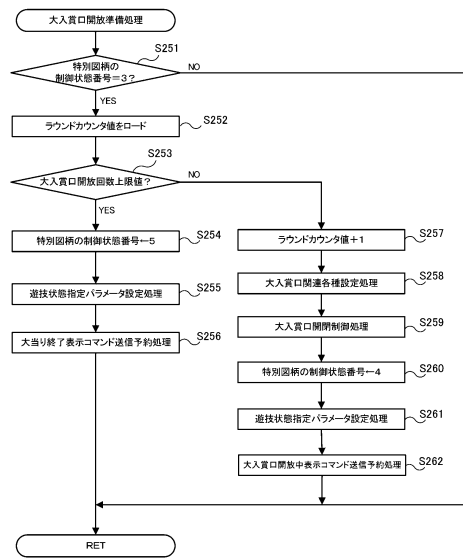 大入賞口開放準備処理
S251
特別図柄の
制御状態番号=3?
NO
YES
ラウンドカウンタ値をロード
S252
S253
大入賞口開放回数上限値?
NO
YES
特別図柄の制御状態番号←5
S254
遊技状態指定パラメータ設定処理
S255
大当り終了表示コマンド送信予約処理
S256
ラウンドカウンタ値+1
S257
大入賞口関連各種設定処理
S258
大入賞口開閉制御処理
S259
特別図柄の制御状態番号←4
S260
遊技状態指定パラメータ設定処理
S261
大入賞口開放中表示コマンド送信予約処理
S262
RET